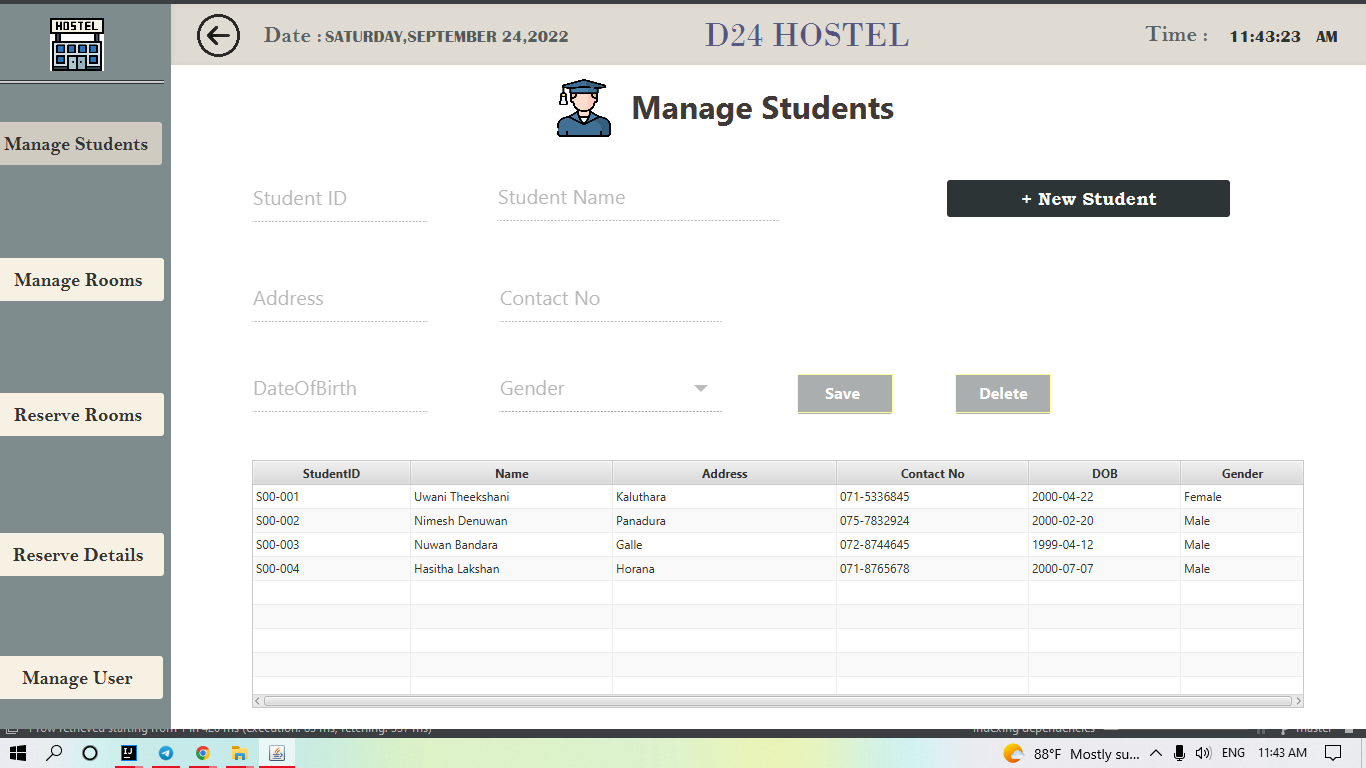 HOSTEL
Date : SATURDAY,SEPTEMBER 24,2022
D24 HOSTEL
Time : 11:43:23 AM
Manage Students
Manage Students
Manage Rooms
Reserve Rooms
Reserve Details
Manage User
Student ID
Student Name
+ New Student
Address
Contact No
DateOfBirth
Gender
Save
Delete
StudentID Name Address Contact No DOB Gender
S00-001 Uwani Theekshani Kaluthara 071-5336845 2000-04-22 Female
S00-002 Nimesh Denuwan Panadura 075-7832924 2000-02-20 Male
S00-003 Nuwan Bandara Galle 072-8744645 1999-04-12 Male
S00-004 Hasitha Lakshan Horana 071-8765678 2000-07-07 Male
IJ
88°F Mostly su... ENG 11:43 AM